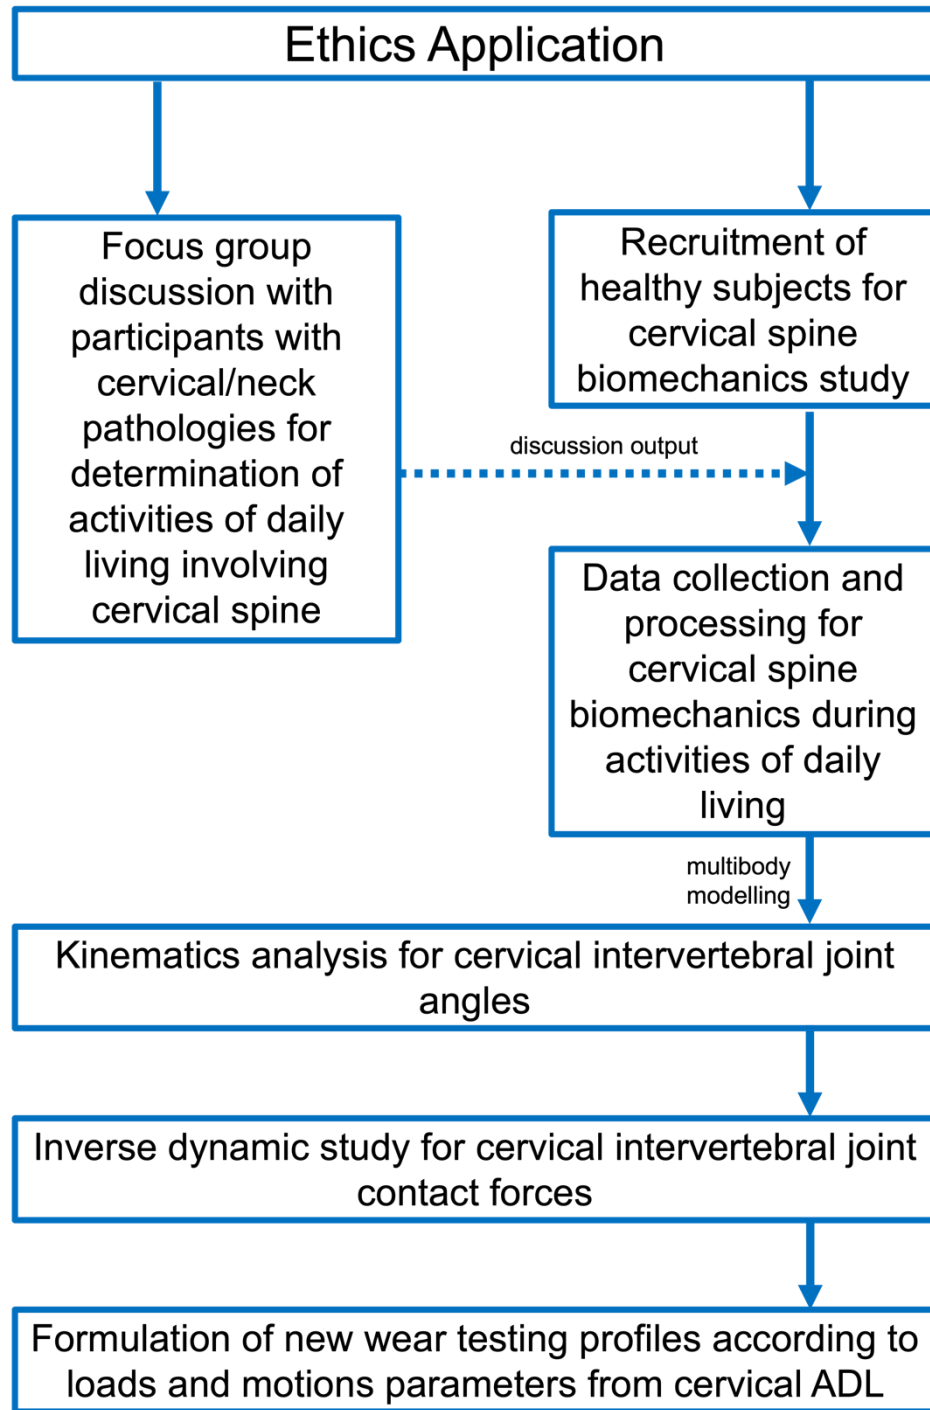 Ethics Application
Focus group
discussion with
participants with
cervical/neck
pathologies for
determination of
activities of daily
living involving
cervical spine
Recruitment of
healthy subjects for
cervical spine
biomechanics study
discussion output
Data collection and
processing for
cervical spine
biomechanics during
activities of daily
living
multibody
modelling
Kinematics analysis for cervical intervertebral joint
angles
Inverse dynamic study for cervical intervertebral joint
contact forces
Formulation of new wear testing profiles according to
loads and motions parameters from cervical ADL